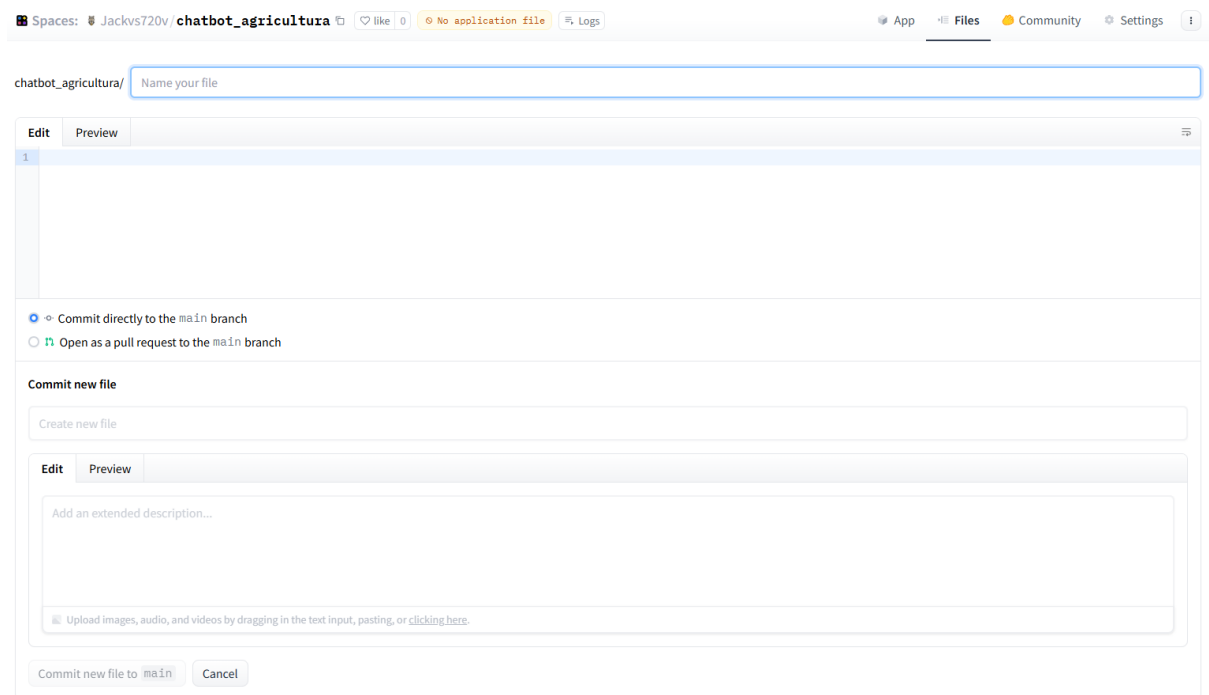 Spaces: Jackvs720v/chatbot_agricultura like 0 No application file Logs App Files Community Settings
chatbot_agricultura/ Name your file
Edit Preview
1
Commit directly to the main branch
Open as a pull request to the main branch
Commit new file
Create new file
Edit Preview
Add an extended description...
Upload images, audio, and videos by dragging in the text input, pasting, or clicking here.
Commit new file to main Cancel